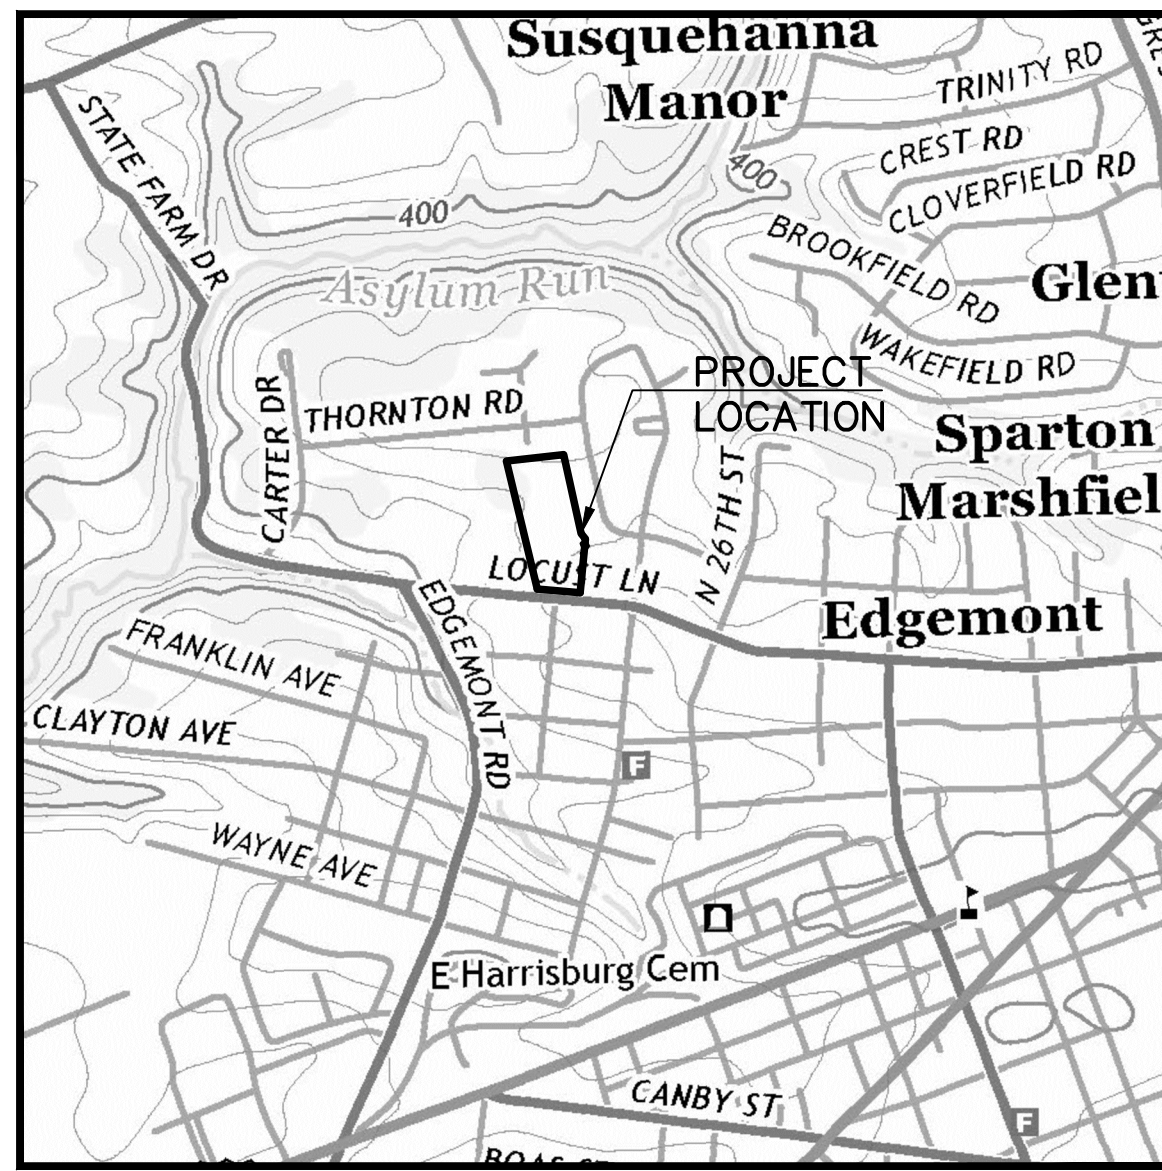 Susquehanna
Manor
TRINITY RD
CREST RD
CLOVERFIELD RD
400
400
STATE FARM DR
BROOKFIELD RD
Asylum Run
Glen
WAKEFIELD RD
PROJECT
LOCATION
THORNTON RD
CARTER DR
Sparton
Marshfiel
N 26TH ST
LOCUST LN
EDGEMONT RD
Edgemont
FRANKLIN AVE
CLAYTON AVE
F
WAYNE AVE
E Harrisburg Cem
CANBY ST
F